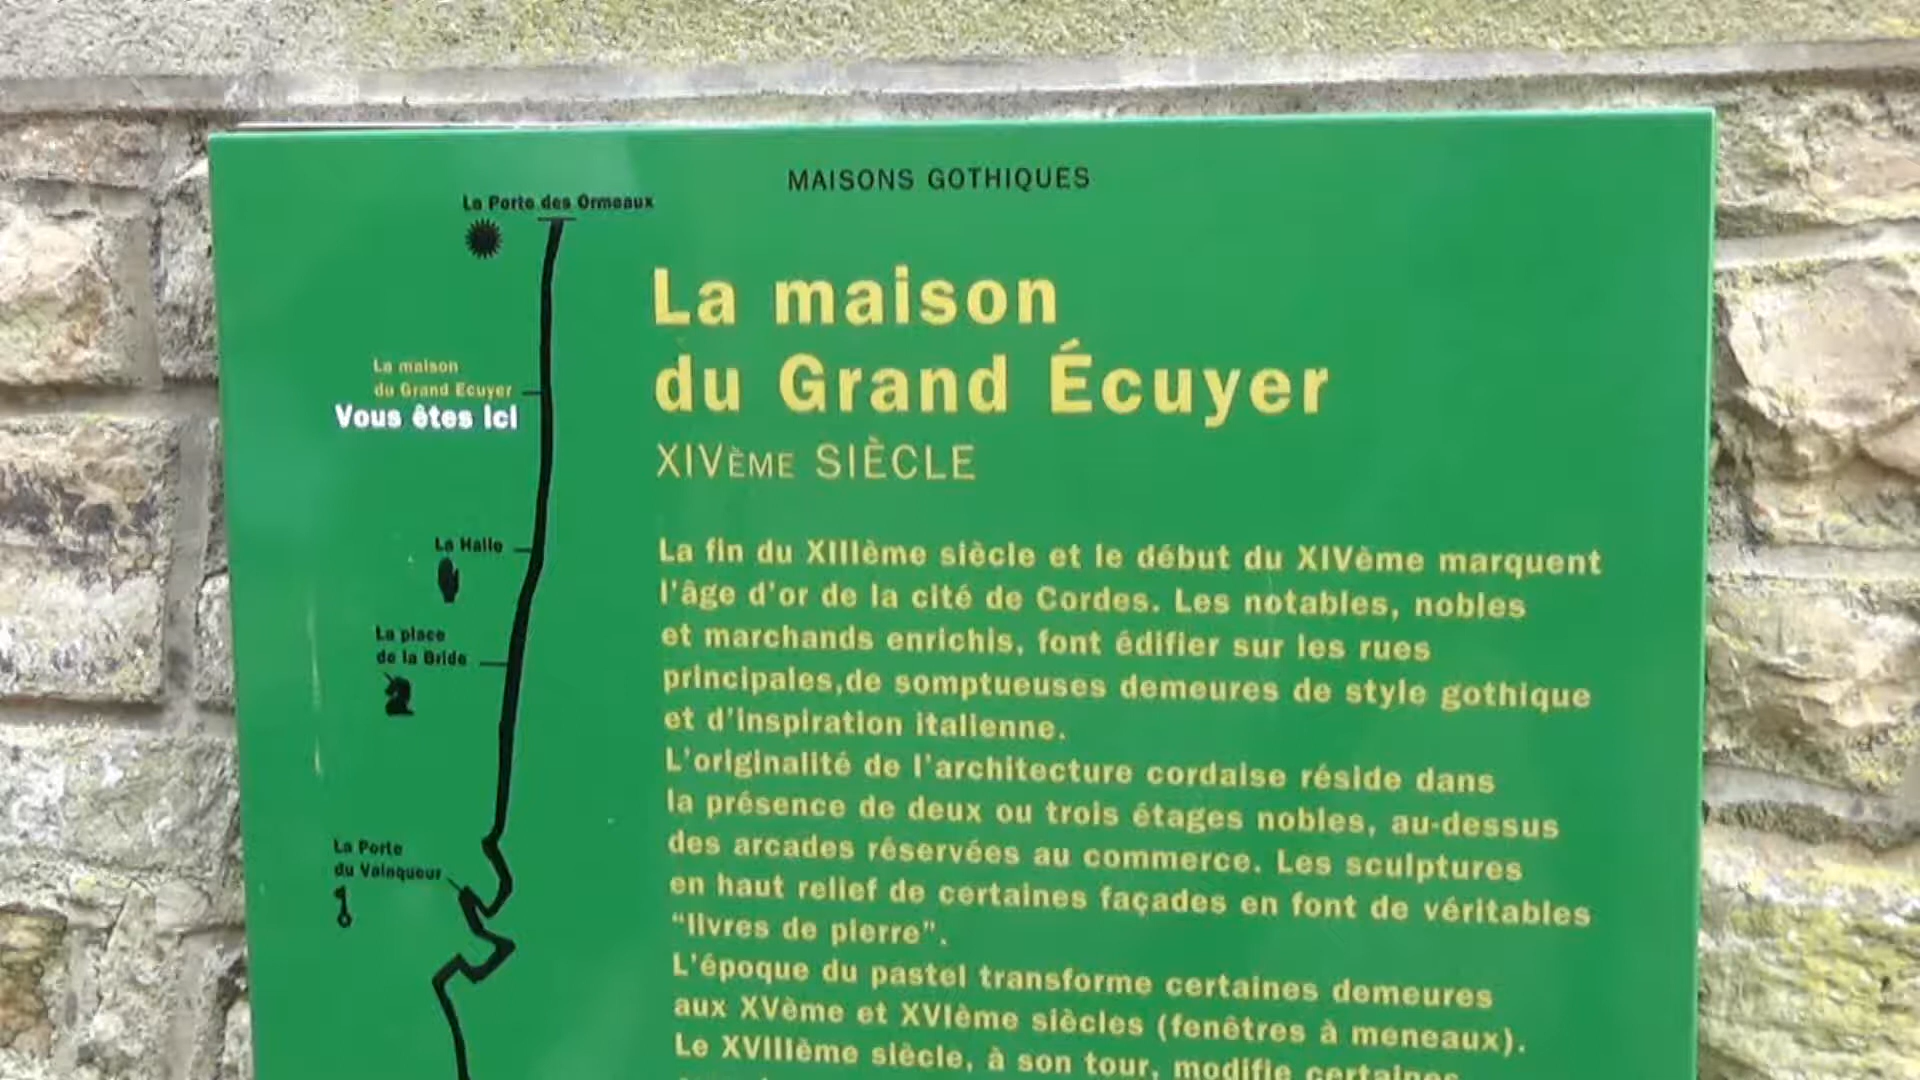 MAISONS GOTHIQUES
La Porte des Ormeaux
La maison
du Grand Ecuyer
Vous êtes ici
La Halle
La place
de la Bride
La Porte
du Vainqueur
La maison
du Grand Écuyer
XIVÈME SIÈCLE
La fin du XIIIème siècle et le début du XIVème marquent
l'âge d'or de la cité de Cordes. Les notables, nobles
et marchands enrichis, font édifier sur les rues
principales,de somptueuses demeures de style gothique
et d'inspiration italienne.
L'originalité de l'architecture cordaise réside dans
la présence de deux ou trois étages nobles, au-dessus
des arcades réservées au commerce. Les sculptures
en haut relief de certaines façades en font de véritables
"livres de pierre".
L'époque du pastel transforme certaines demeures
aux XVème et XVIème siècles (fenêtres à meneaux).
Le XVIIIème siècle, à son tour, modifie certaines